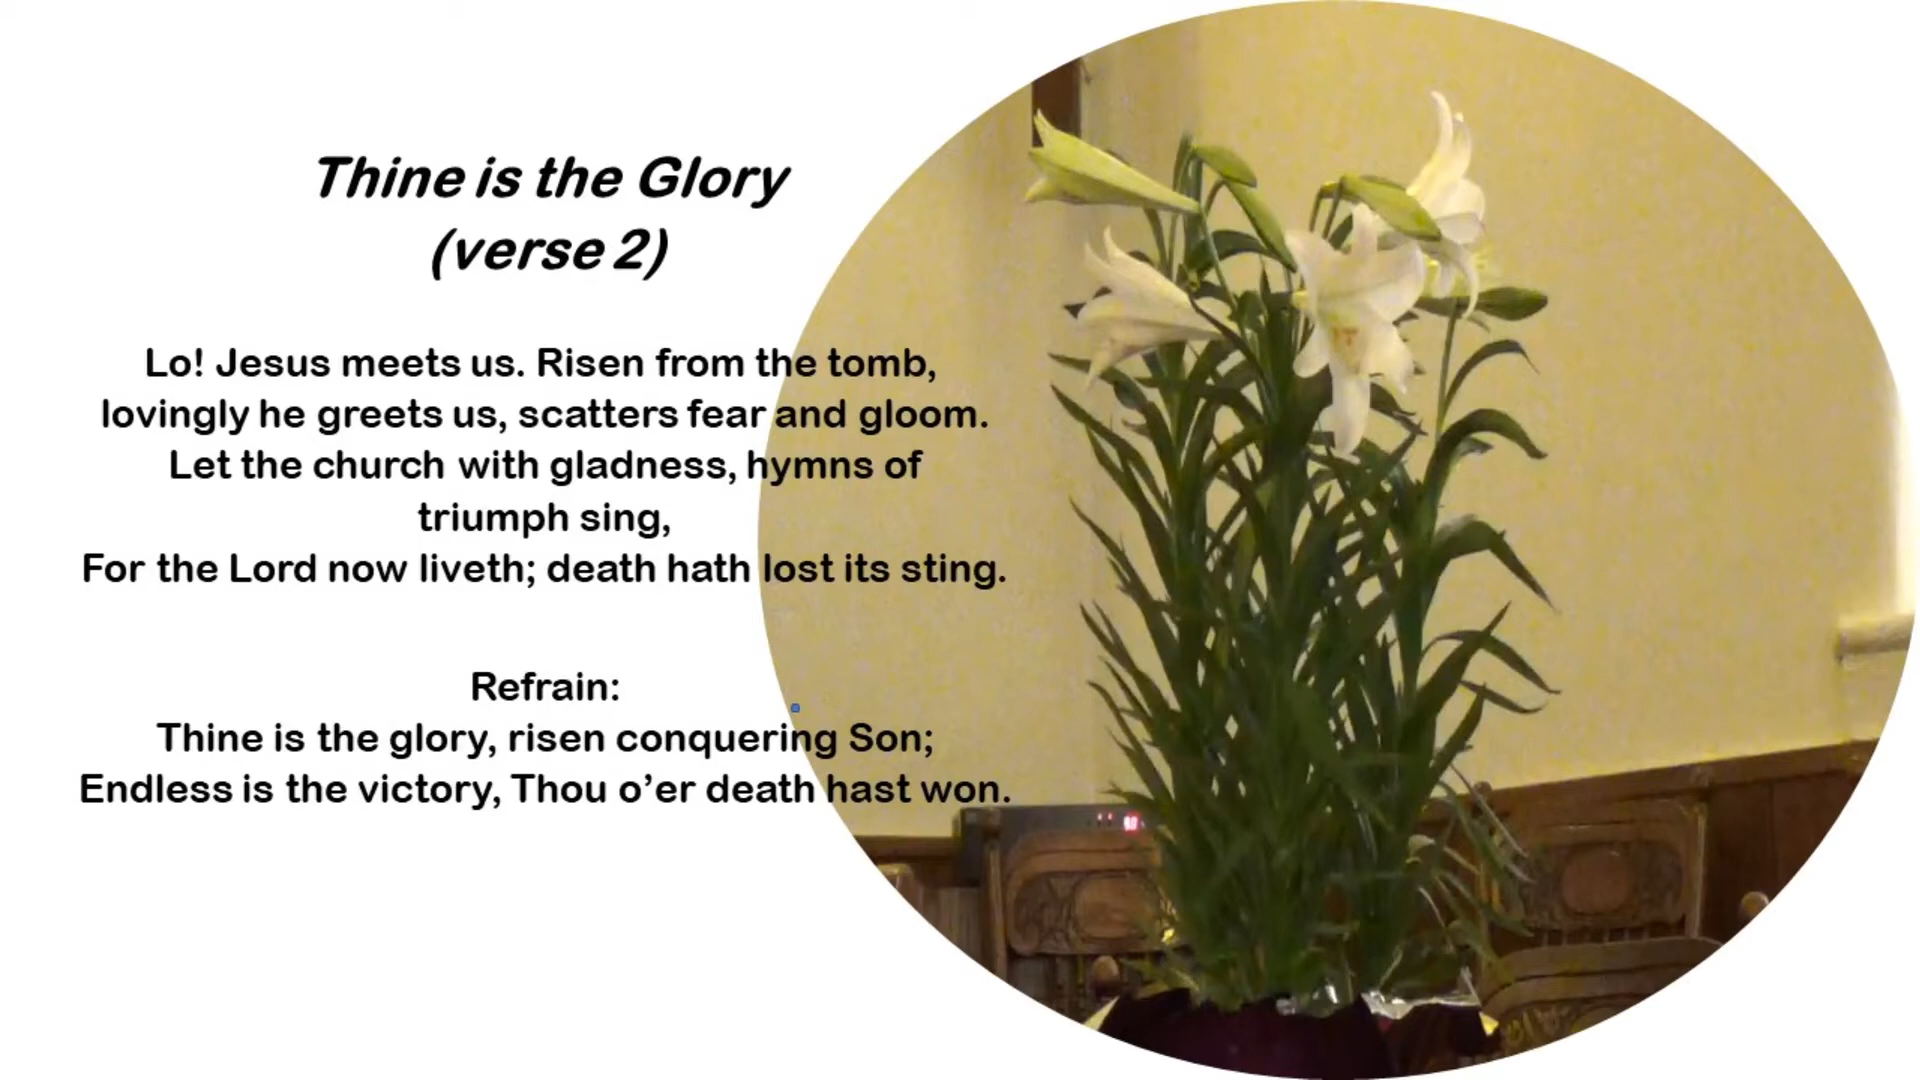 Thine is the Glory
(verse 2)
Lo! Jesus meets us. Risen from the tomb,
lovingly he greets us, scatters fear and gloom.
Let the church with gladness, hymns of
triumph sing,
For the Lord now liveth; death hath lost its sting.
Refrain:
Thine is the glory, risen conquering Son;
Endless is the victory, Thou o’er death hast won.